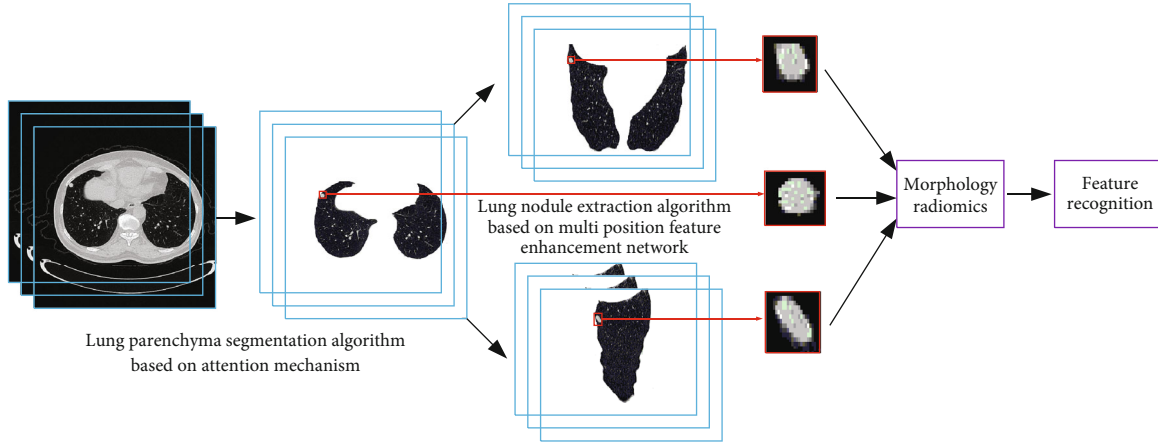 Lung parenchyma segmentation algorithm
based on attention mechanism
Lung nodule extraction algorithm
based on multi position feature
enhancement network
Morphology
radiomics
Feature
recognition